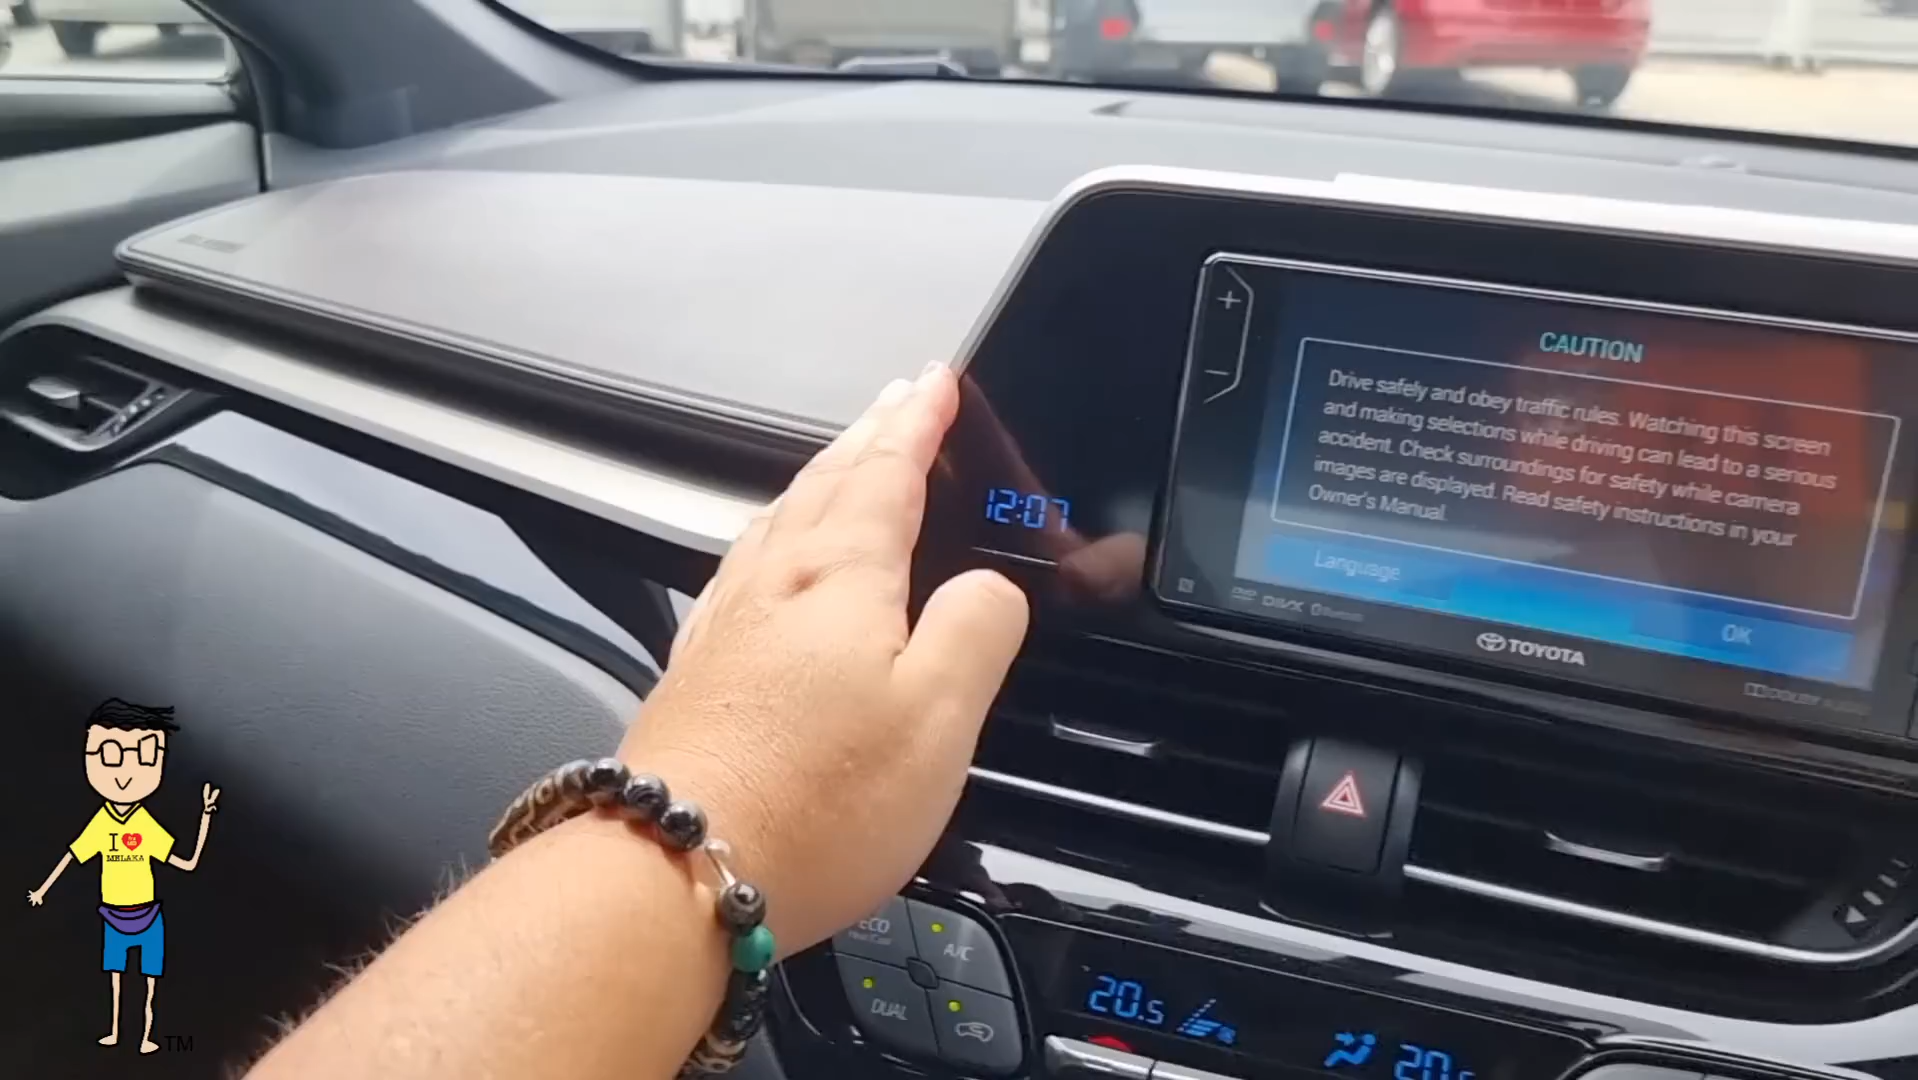 CAUTION
Drive safely and obey traffic rules. Watching this screen
and making selections while driving can lead to a serious
accident. Check surroundings for safety while camera
images are displayed. Read safety instructions in your
Owner's Manual.
Language
OK
12:07
TOYOTA
ECO
A/C
DUAL
20.5
I
MELAKA
TM